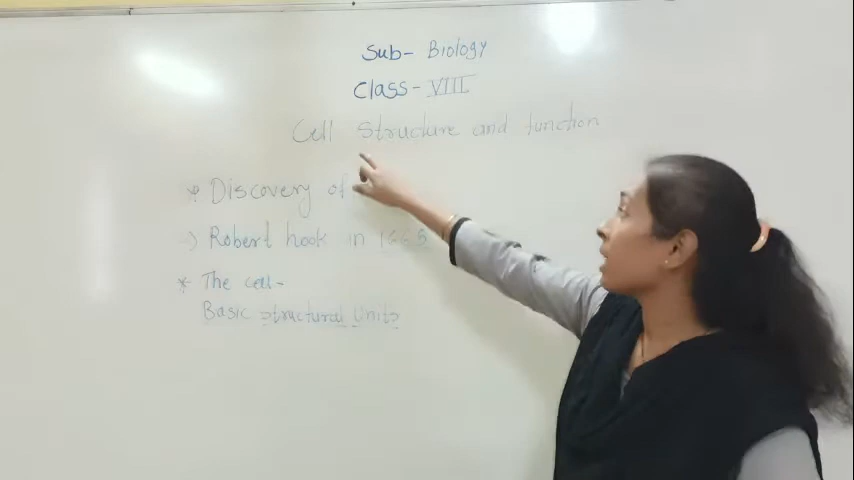 Sub- Biology
Class- VIII
Cell Structure and function
* Discovery of
Robert hook in 1665
* The cell-
Basic structural Units